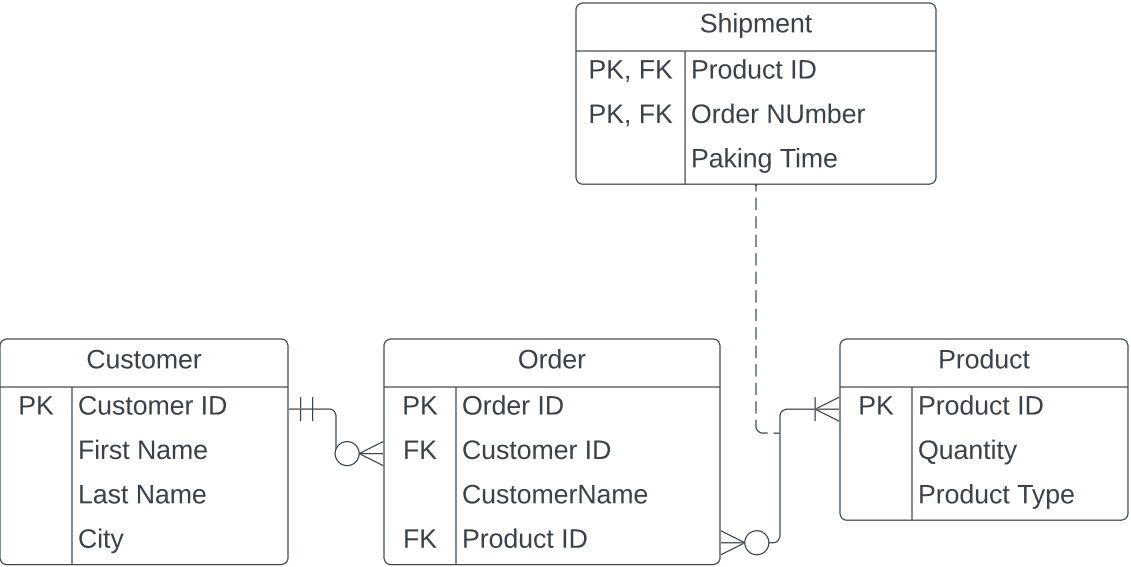 Shipment
PK, FK Product ID
PK, FK Order NUmber
Paking Time
Customer
PK Customer ID
First Name
Last Name
City
Order
PK Order ID
FK Customer ID
CustomerName
FK Product ID
Product
PK Product ID
Quantity
Product Type